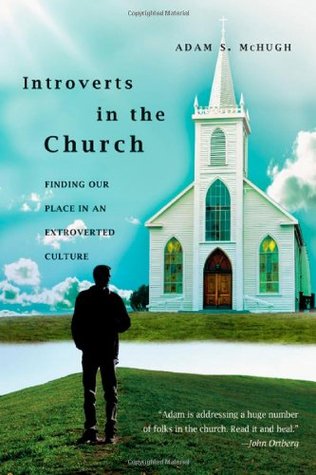 ADAM S. McHUGH
Introverts
in the
Church
FINDING OUR
PLACE IN AN
EXTROVERTED
CULTURE
"Adam is addressing a huge number
of folks in the church. Read it and heal."
—John Ortberg